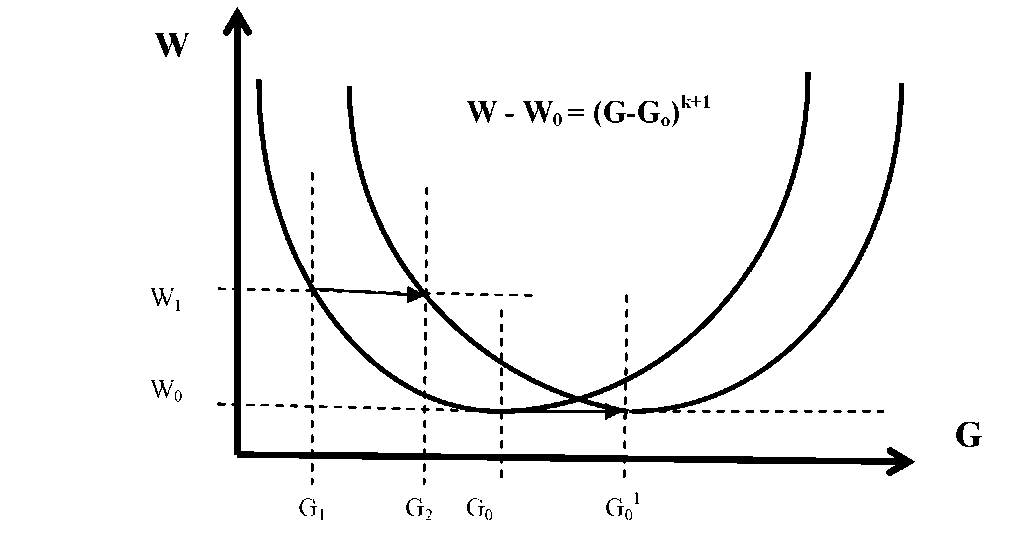 W
W - W₀ = (G-Gₒ)ᵏ⁺¹
W₁
W₀
G
G₁ G₂ G₀ G₀¹